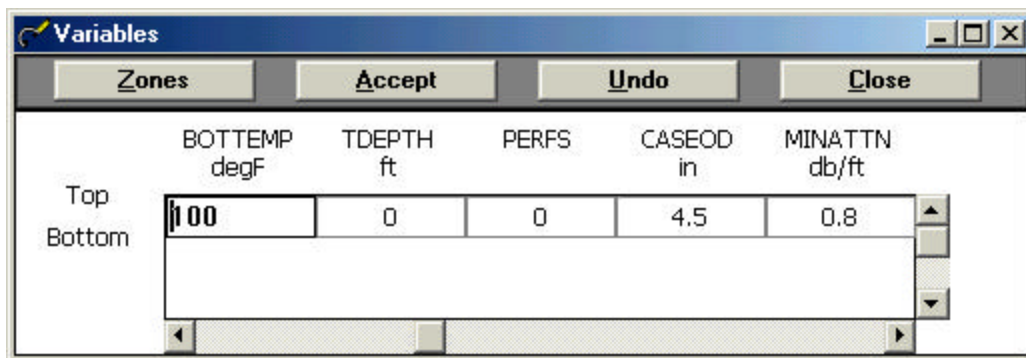 Variables
Zones Accept Undo Close
BOTTEMP TDEPTH PERFS CASEOD MINATTN
degF ft in db/ft
Top
Bottom
100 0 0 4.5 0.8